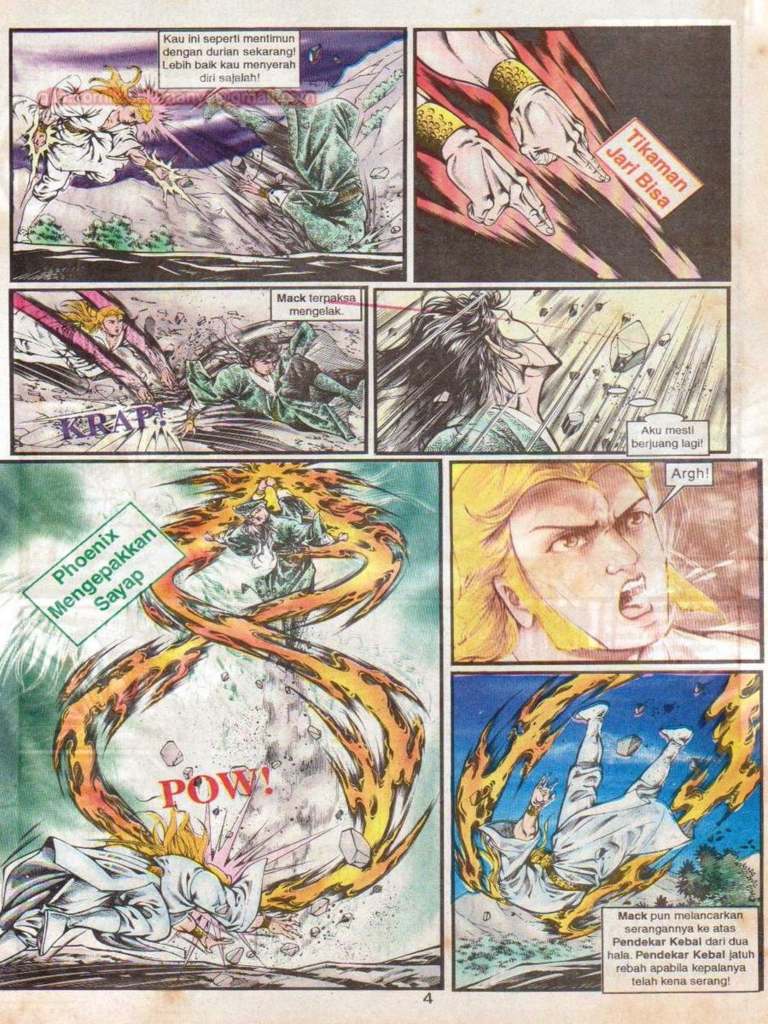 Kau ini seperti mentimun
dengan durian sekarang!
Lebih baik kau menyerah
diri sajalah!
Tikaman
Jari Bisa
Mack terpaksa
mengelak.
KRAP!
Aku mesti
berjuang lagi!
Phoenix
Mengepakkan
Sayap
POW!
Argh!
Mack pun melancarkan
serangannya ke atas
Pendekar Kebal dari dua
hala. Pendekar Kebal jatuh
rebah apabila kepalanya
telah kena serang!
4